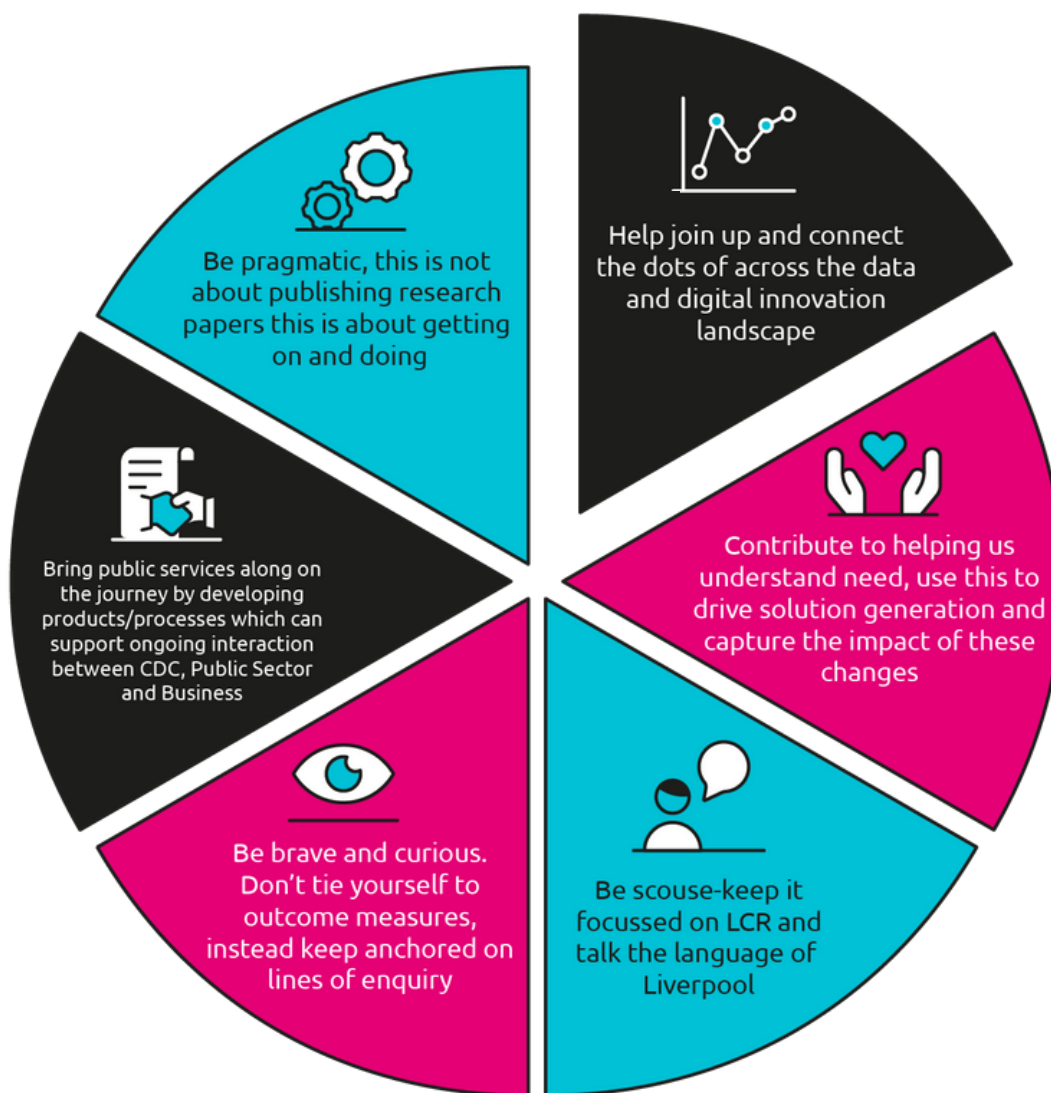 Help join up and connect
the dots of across the data
and digital innovation
landscape
Contribute to helping us
understand need, use this to
drive solution generation and
capture the impact of these
changes
Be scouse-keep it
focussed on LCR and
talk the language of
Liverpool
Be brave and curious.
Don't tie yourself to
outcome measures,
instead keep anchored on
lines of enquiry
Bring public services along on
the journey by developing
products/processes which can
support ongoing interaction
between CDC, Public Sector
and Business
Be pragmatic, this is not
about publishing research
papers this is about getting
on and doing